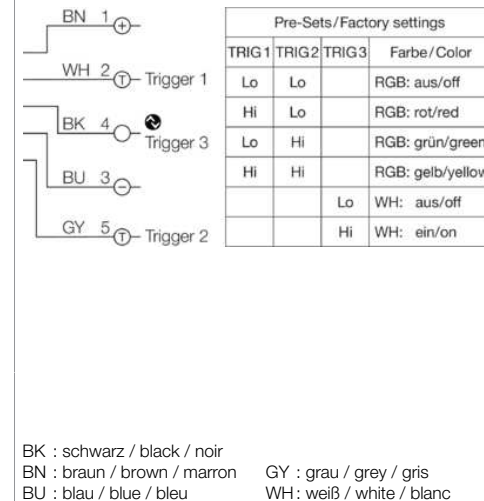 BN 1
WH 2 T Trigger 1
BK 4
Trigger 3
BU 3
GY 5 T Trigger 2
Pre-Sets/Factory settings
TRIG1 TRIG2 TRIG3 Farbe/Color
Lo Lo RGB: aus/off
Hi Lo RGB: rot/red
Lo Hi RGB: grün/green
Hi Hi RGB: gelb/yellow
Lo WH: aus/off
Hi WH: ein/on
BK : schwarz / black / noir
BN : braun / brown / marron GY : grau / grey / gris
BU : blau / blue / bleu WH : weiß / white / blanc